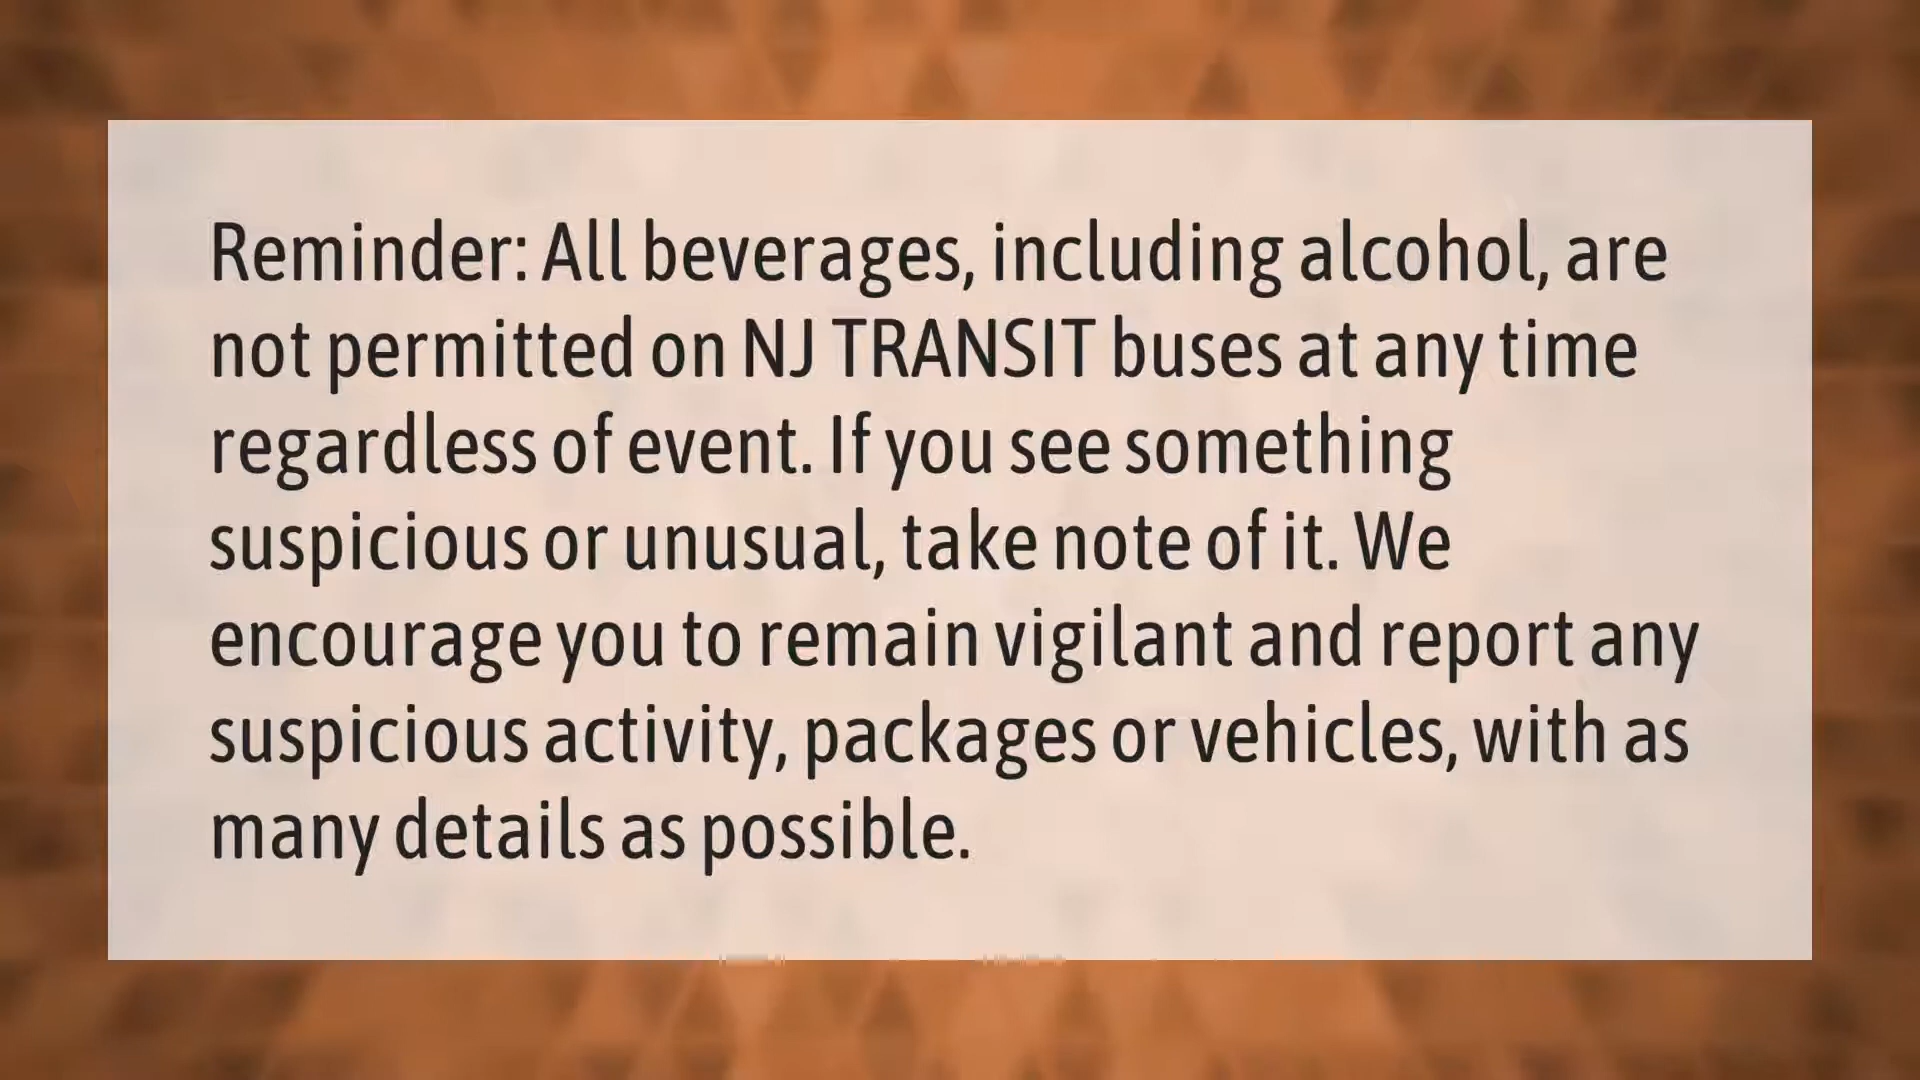 Reminder: All beverages, including alcohol, are
not permitted on NJ TRANSIT buses at any time
regardless of event. If you see something
suspicious or unusual, take note of it. We
encourage you to remain vigilant and report any
suspicious activity, packages or vehicles, with as
many details as possible.